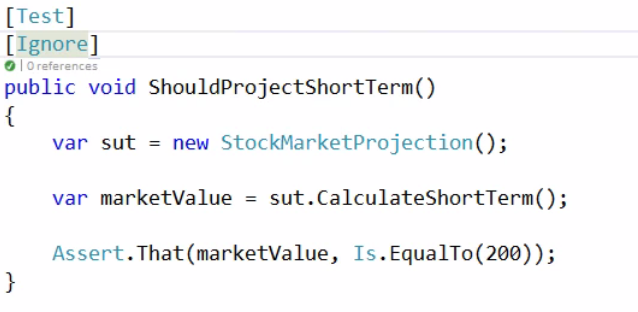 [Test]
[Ignore]
| 0 references
public void ShouldProjectShortTerm()
{
    var sut = new StockMarketProjection();
    var marketValue = sut.CalculateShortTerm();
    Assert.That(marketValue, Is.EqualTo(200));
}